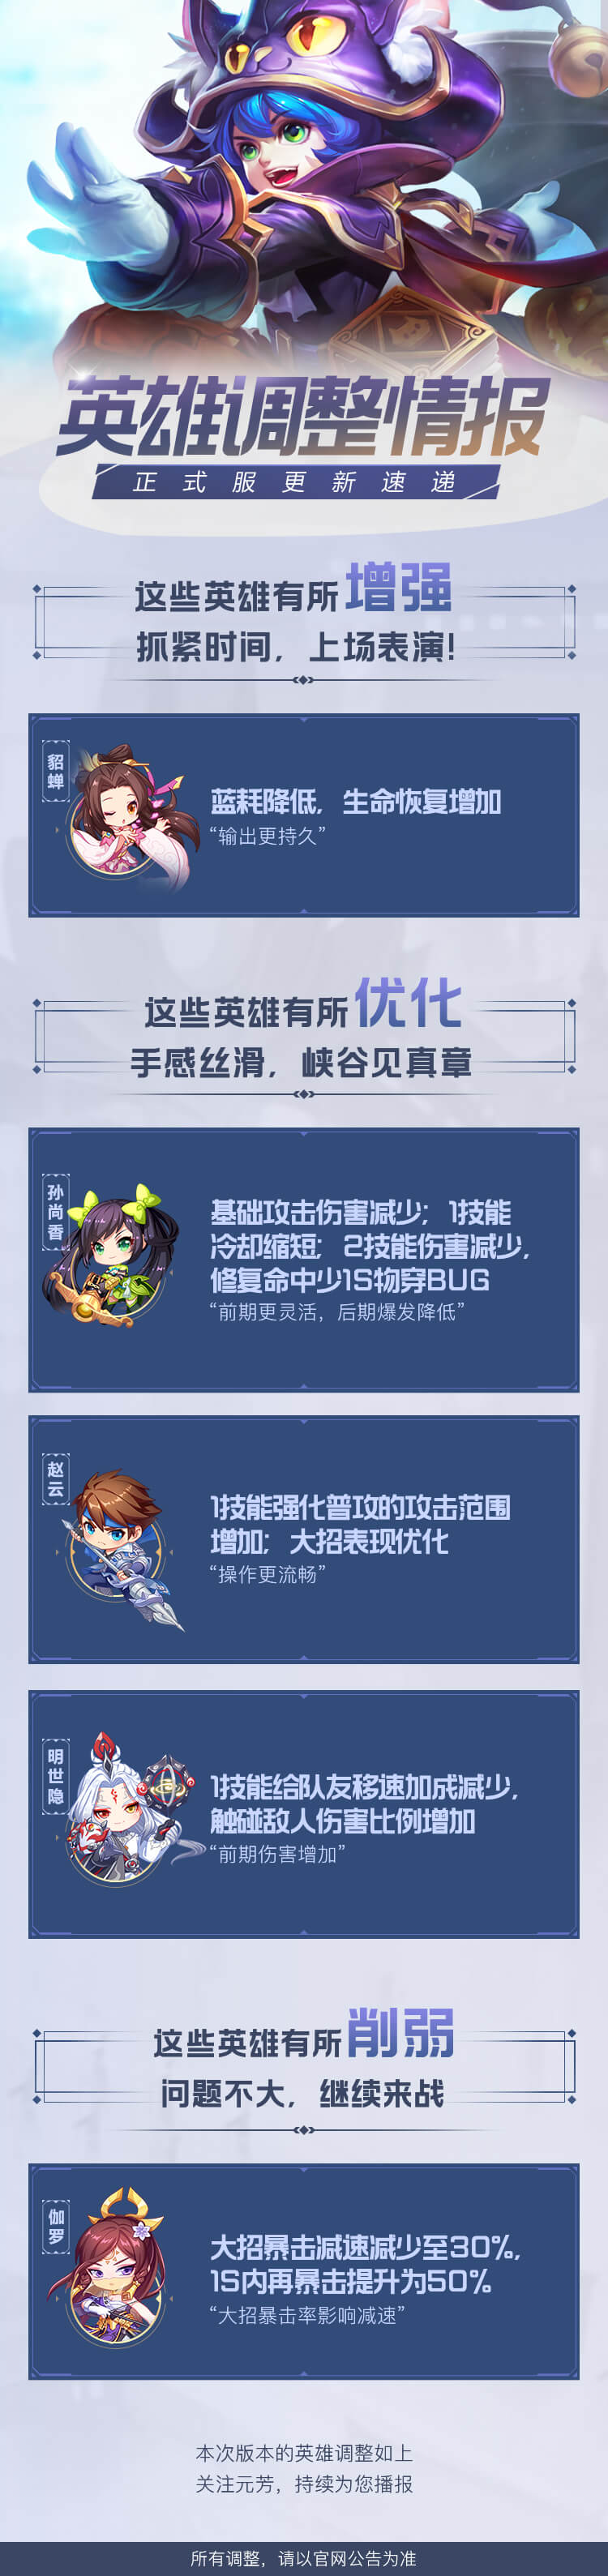 英雄调整情报
正式服更新速递
这些英雄有所增强
抓紧时间，上场表演!
貂蝉
蓝耗降低，生命恢复增加
“输出更持久”
这些英雄有所优化
手感丝滑，峡谷见真章
孙尚香
基础攻击伤害减少；1技能
冷却缩短；2技能伤害减少，
修复命中少1S物穿BUG
“前期更灵活，后期爆发降低”
赵云
1技能强化普攻的攻击范围
增加；大招表现优化
“操作更流畅”
明世隐
1技能给队友移速加成减少，
触碰敌人伤害比例增加
“前期伤害增加”
这些英雄有所削弱
问题不大，继续来战
伽罗
大招暴击减速减少至30%，
1S内再暴击提升为50%
“大招暴击率影响减速”
本次版本的英雄调整如上
关注元芳，持续为您播报
所有调整，请以官网公告为准